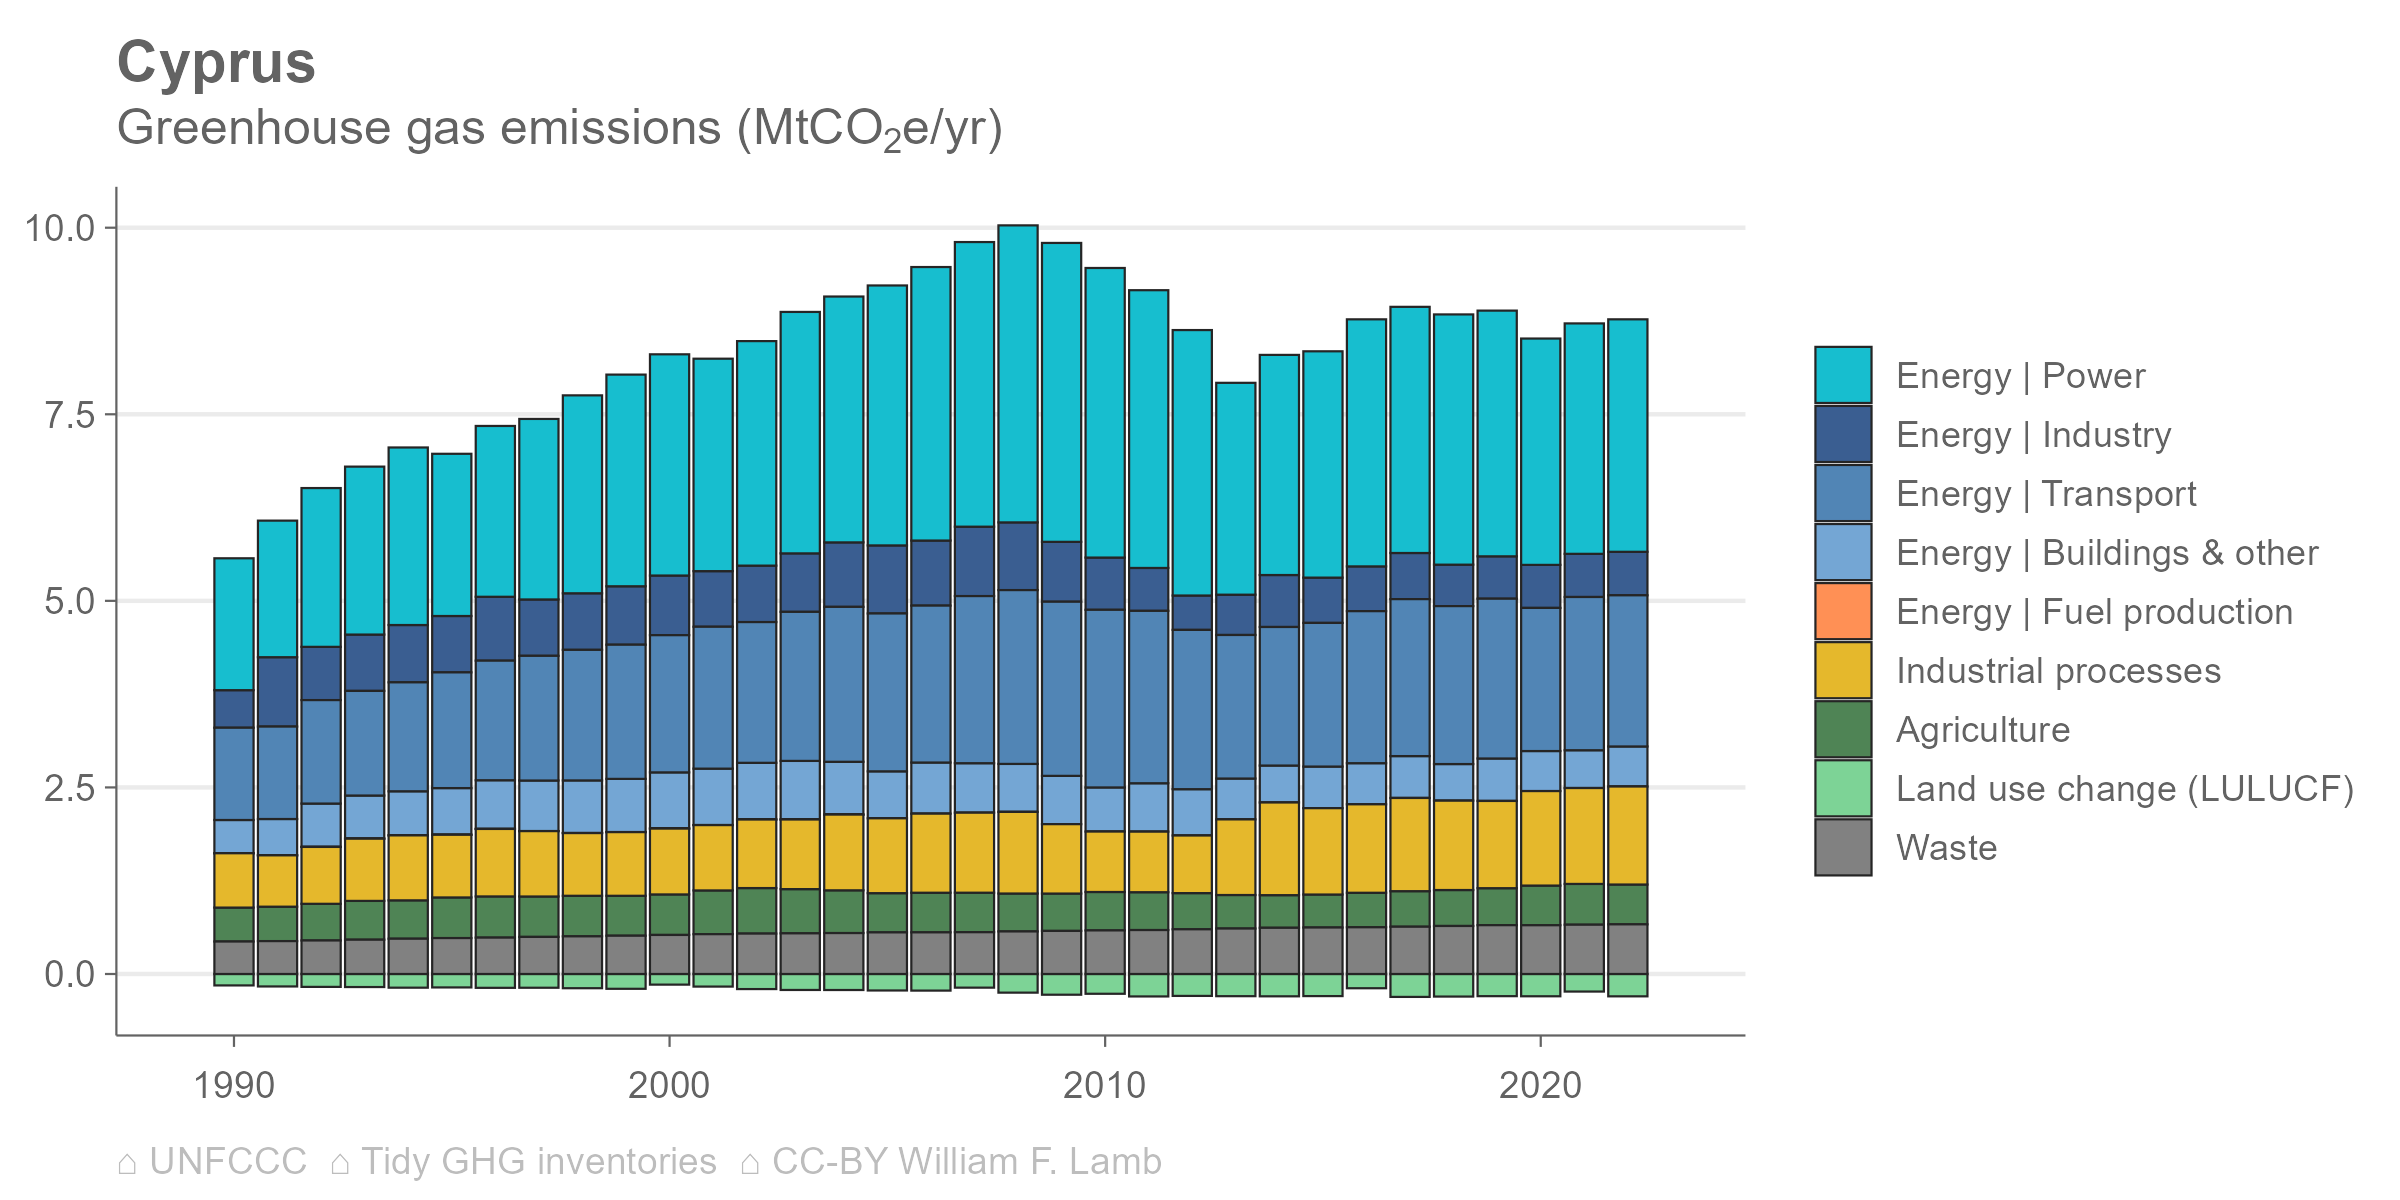 Cyprus
Greenhouse gas emissions (MtCO₂e/yr)
10.0
7.5
5.0
2.5
0.0
1990
2000
2010
2020
Energy | Power
Energy | Industry
Energy | Transport
Energy | Buildings & other
Energy | Fuel production
Industrial processes
Agriculture
Land use change (LULUCF)
Waste
⌂ UNFCCC ⌂ Tidy GHG inventories ⌂ CC-BY William F. Lamb